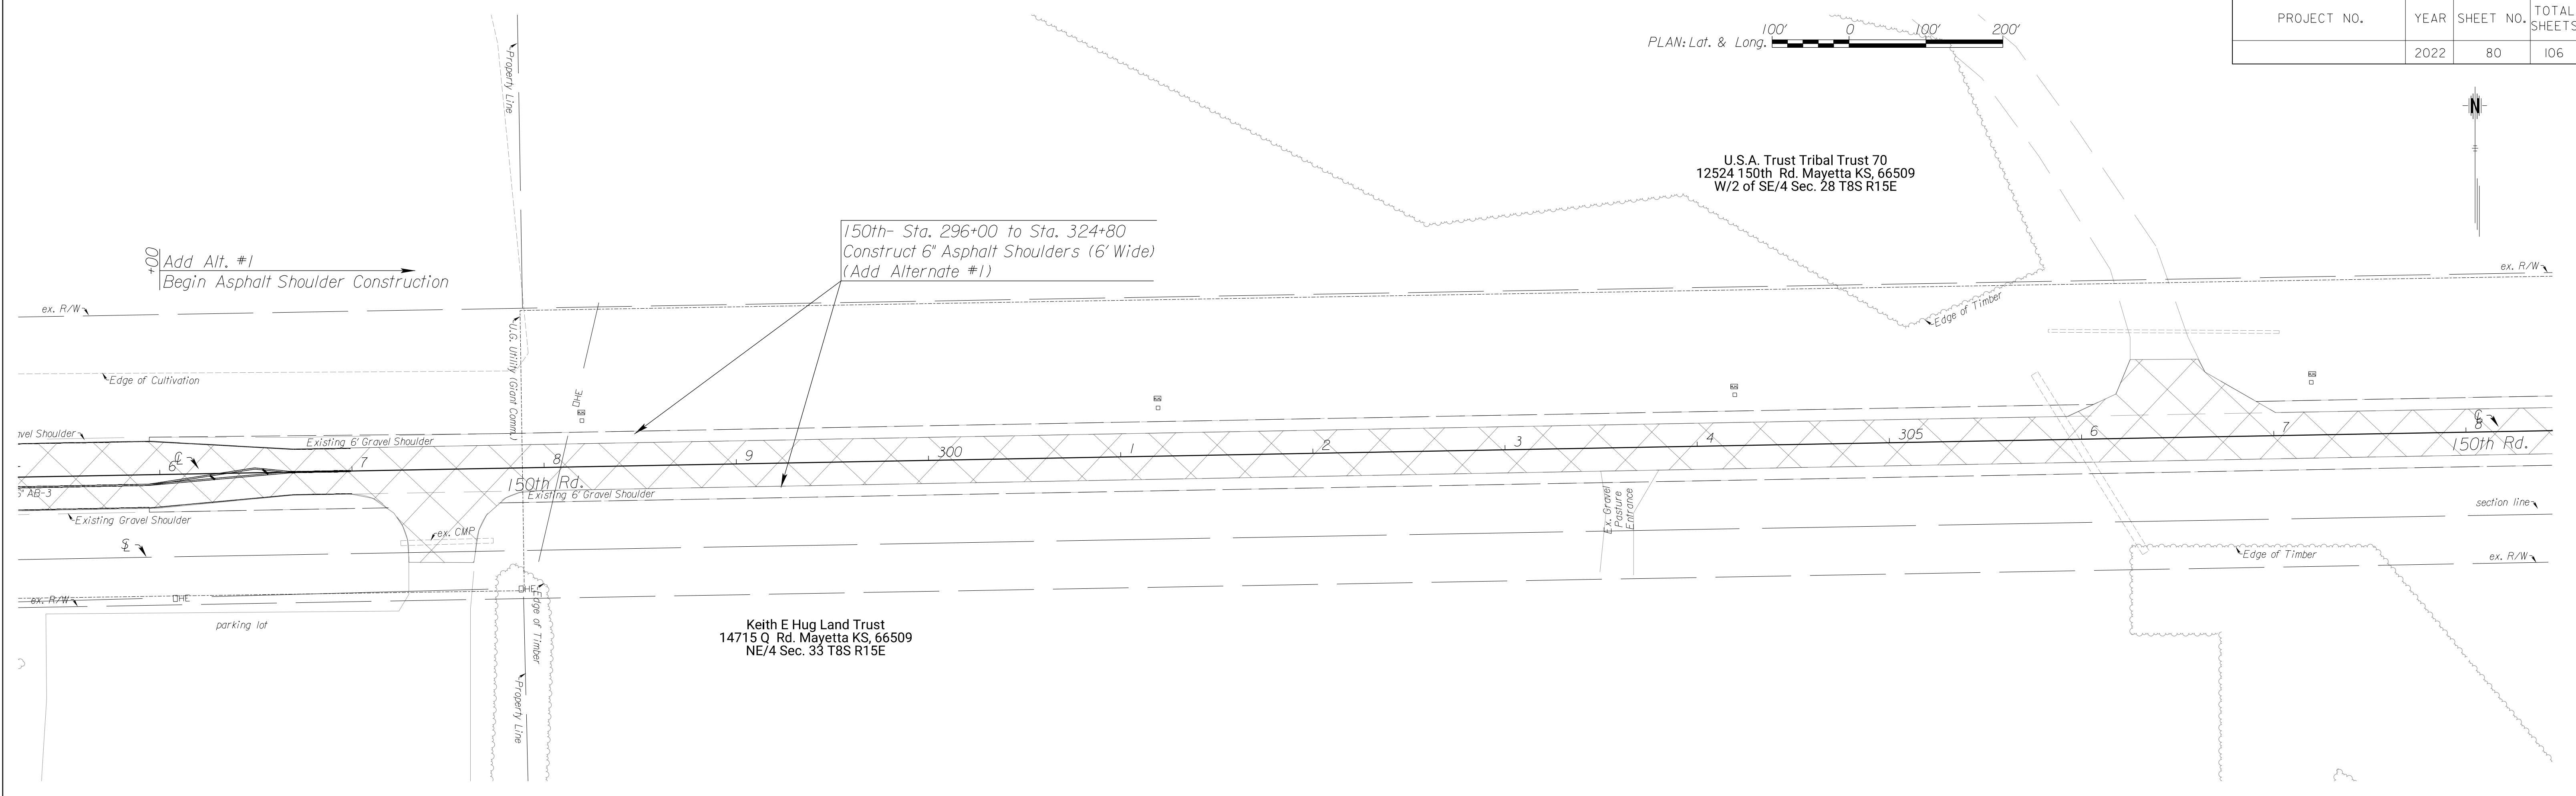 PROJECT NO. YEAR SHEET NO. TOTAL SHEETS
2022 80 106
PLAN: Lat. & Long. 100' 0 100' 200'
N
Property Line
U.S.A. Trust Tribal Trust 70
12524 150th Rd. Mayetta KS, 66509
W/2 of SE/4 Sec. 28 T8S R15E
150th- Sta. 296+00 to Sta. 324+80
Construct 6" Asphalt Shoulders (6' Wide)
(Add Alternate #1)
+00
Add Alt. #1
Begin Asphalt Shoulder Construction
ex. R/W
ex. R/W
Edge of Timber
U.G. Utility (Giant Comm.)
Edge of Cultivation
OHE
avel Shoulder
Existing 6' Gravel Shoulder
6 7 8 9 300 1 2 3 4 305 6 7 8
150th Rd.
150th Rd.
AB-3
Existing 6' Gravel Shoulder
Existing Gravel Shoulder
ex. CMP
Ex. Gravel
Pasture
Entrance
section line
Edge of Timber
ex. R/W
ex. R/W
OHE
OHE
Edge of Timber
parking lot
Keith E Hug Land Trust
14715 Q Rd. Mayetta KS, 66509
NE/4 Sec. 33 T8S R15E
Property Line